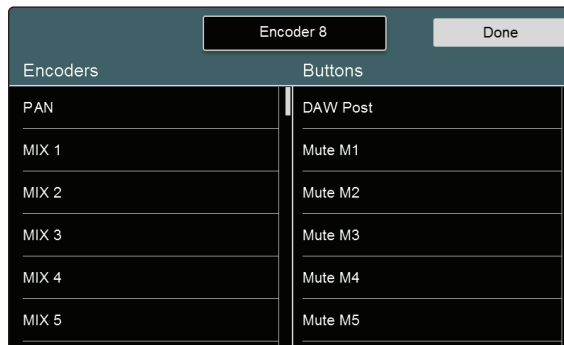 Encoder 8 Done
Encoders Buttons
PAN DAW Post
MIX 1 Mute M1
MIX 2 Mute M2
MIX 3 Mute M3
MIX 4 Mute M4
MIX 5 Mute M5